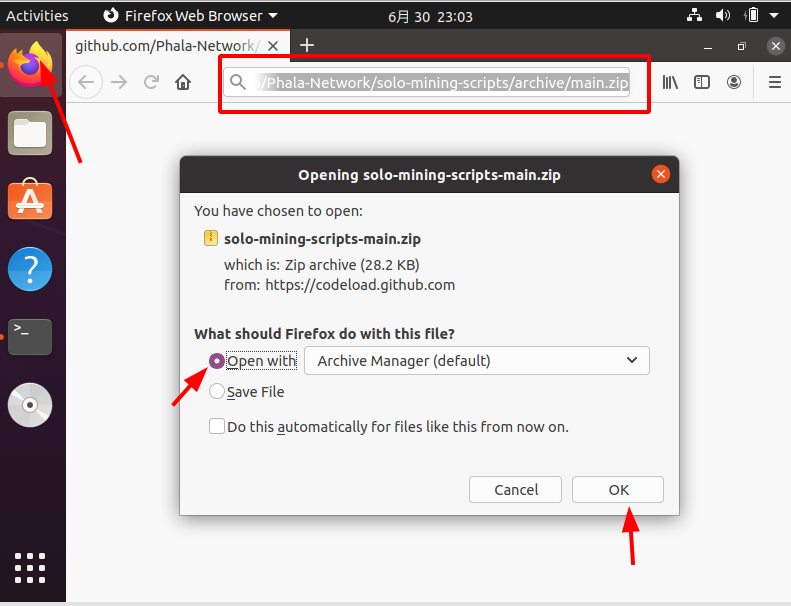 Activities Firefox Web Browser 6月 30 23:03
github.com/Phala-Network/
/Phala-Network/solo-mining-scripts/archive/main.zip
Opening solo-mining-scripts-main.zip
You have chosen to open:
solo-mining-scripts-main.zip
which is: Zip archive (28.2 KB)
from: https://codeload.github.com
What should Firefox do with this file?
Open with Archive Manager (default)
Save File
Do this automatically for files like this from now on.
Cancel OK